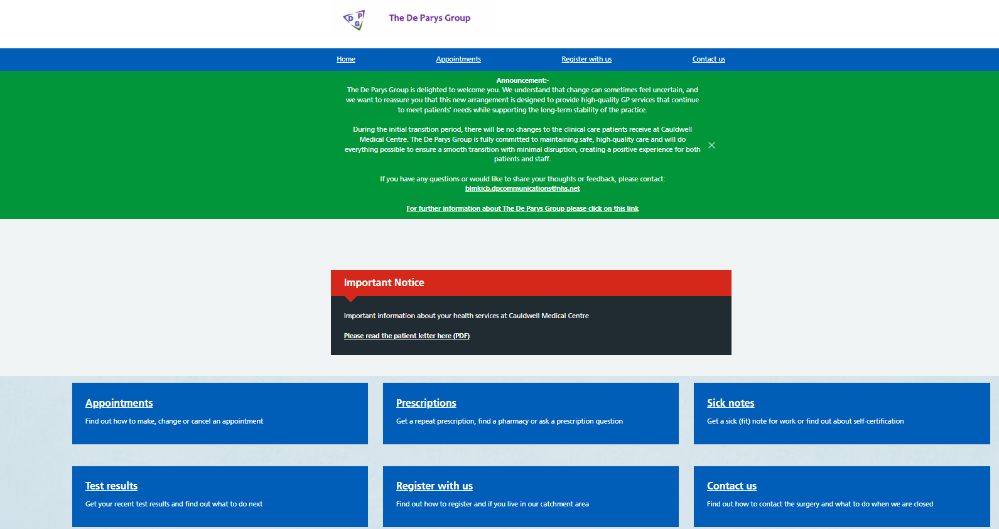 D P
G
The De Parys Group
Home
Appointments
Register with us
Contact us
Announcement:-
The De Parys Group is delighted to welcome you. We understand that change can sometimes feel uncertain, and
we want to reassure you that this new arrangement is designed to provide high-quality GP services that continue
to meet patients’ needs while supporting the long-term stability of the practice.
During the initial transition period, there will be no changes to the clinical care patients receive at Cauldwell
Medical Centre. The De Parys Group is fully committed to maintaining safe, high-quality care and will do
everything possible to ensure a smooth transition with minimal disruption, creating a positive experience for both
patients and staff.
If you have any questions or would like to share your thoughts or feedback, please contact:
blmkicb.dpcommunications@nhs.net
For further information about The De Parys Group please click on this link
Important Notice
Important information about your health services at Cauldwell Medical Centre
Please read the patient letter here (PDF)
Appointments
Find out how to make, change or cancel an appointment
Prescriptions
Get a repeat prescription, find a pharmacy or ask a prescription question
Sick notes
Get a sick (fit) note for work or find out about self-certification
Test results
Get your recent test results and find out what to do next
Register with us
Find out how to register and if you live in our catchment area
Contact us
Find out how to contact the surgery and what to do when we are closed